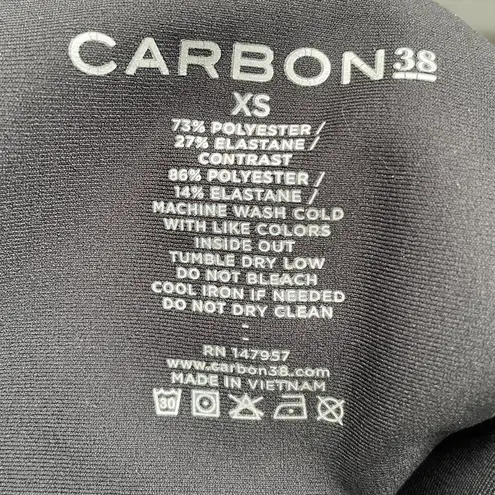 CARBON38
XS
73% POLYESTER /
27% ELASTANE /
CONTRAST
86% POLYESTER /
14% ELASTANE /
MACHINE WASH COLD
WITH LIKE COLORS
INSIDE OUT
TUMBLE DRY LOW
DO NOT BLEACH
COOL IRON IF NEEDED
DO NOT DRY CLEAN
-
-
RN 147957
www.carbon38.com
MADE IN VIETNAM
30